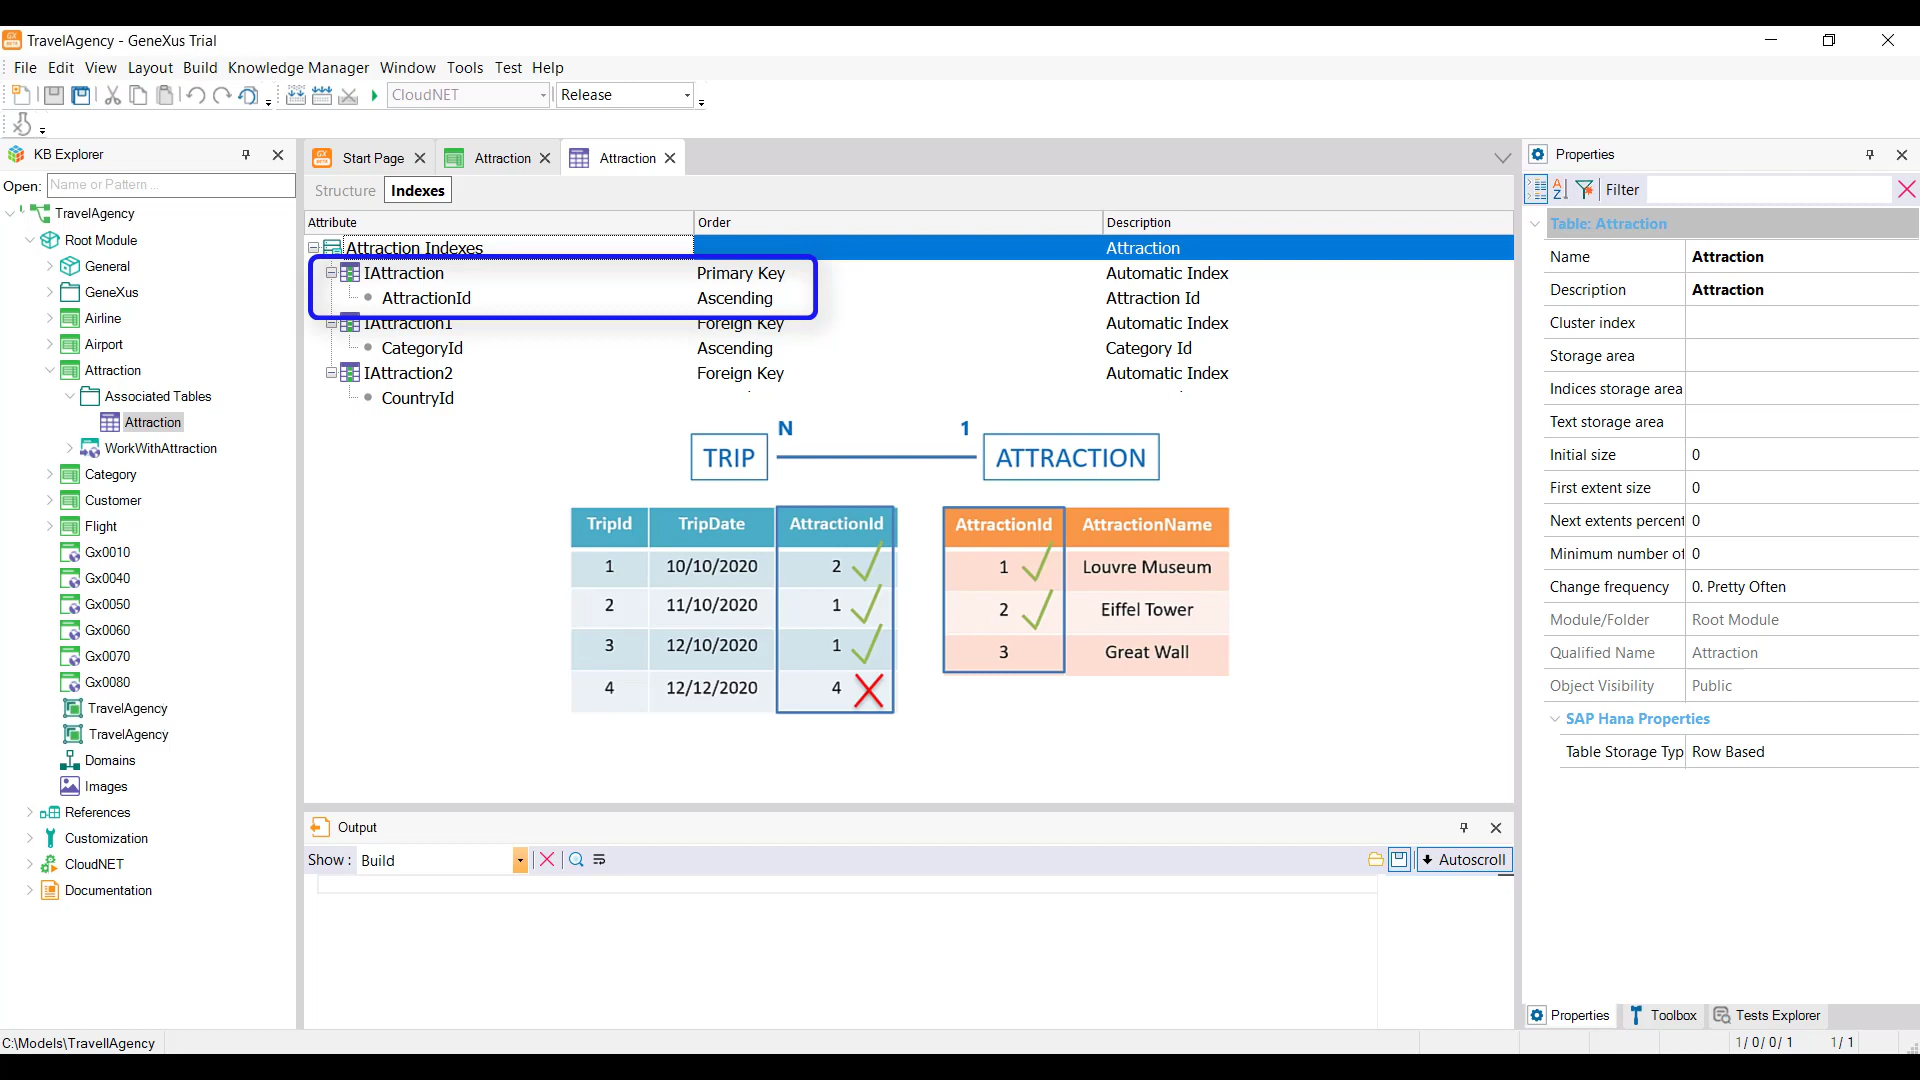 TravelAgency - GeneXus Trial
File Edit View Layout Build Knowledge Manager Window Tools Test Help
CloudNET Release
KB Explorer
Open: Name or Pattern ...
TravelAgency
Root Module
General
GeneXus
Airline
Airport
Attraction
Associated Tables
Attraction
WorkWithAttraction
Category
Customer
Flight
Gx0010
Gx0040
Gx0050
Gx0060
Gx0070
Gx0080
TravelAgency
TravelAgency
Domains
Images
References
Customization
CloudNET
Documentation
Start Page Attraction Attraction
Structure Indexes
Attribute Order Description
Attraction Indexes Attraction
IAttraction Primary Key Automatic Index
AttractionId Ascending Attraction Id
IAttraction1 Foreign Key Automatic Index
CategoryId Ascending Category Id
IAttraction2 Foreign Key Automatic Index
CountryId
N 1
TRIP ATTRACTION
TripId TripDate AttractionId
1 10/10/2020 2
2 11/10/2020 1
3 12/10/2020 1
4 12/12/2020 4
AttractionId AttractionName
1 Louvre Museum
2 Eiffel Tower
3 Great Wall
Output
Show : Build Autoscroll
Properties
Filter
Table: Attraction
Name Attraction
Description Attraction
Cluster index
Storage area
Indices storage area
Text storage area
Initial size 0
First extent size 0
Next extents percent 0
Minimum number of 0
Change frequency 0. Pretty Often
Module/Folder Root Module
Qualified Name Attraction
Object Visibility Public
SAP Hana Properties
Table Storage Typ Row Based
Properties Toolbox Tests Explorer
C:\Models\TravellAgency 1/ 0/ 0/ 1 1/ 1